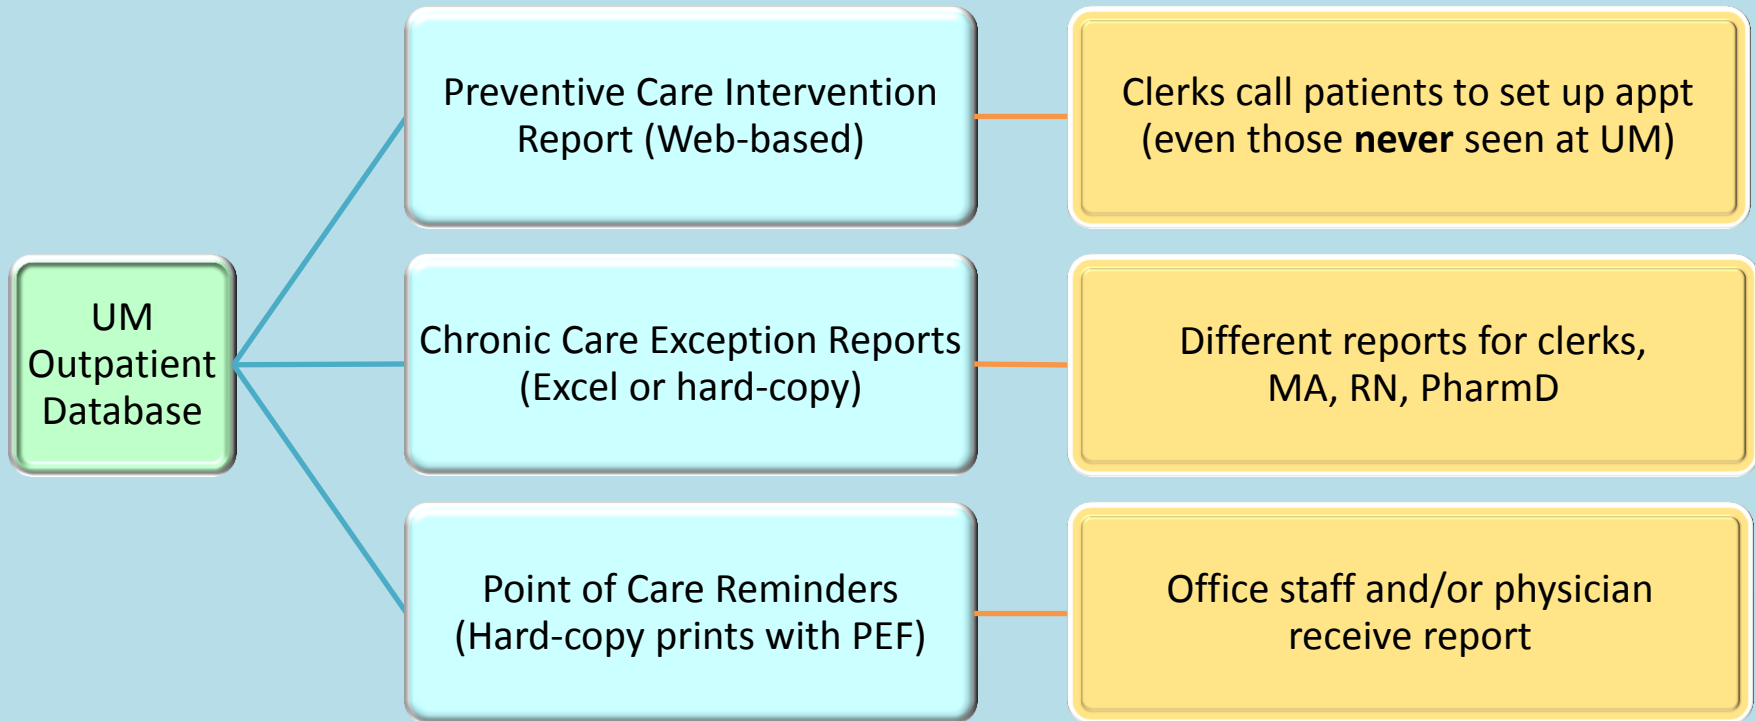 Preventive Care Intervention
Report (Web-based)
Clerks call patients to set up appt
(even those never seen at UM)
UM
Outpatient
Database
Chronic Care Exception Reports
(Excel or hard-copy)
Different reports for clerks,
MA, RN, PharmD
Point of Care Reminders
(Hard-copy prints with PEF)
Office staff and/or physician
receive report